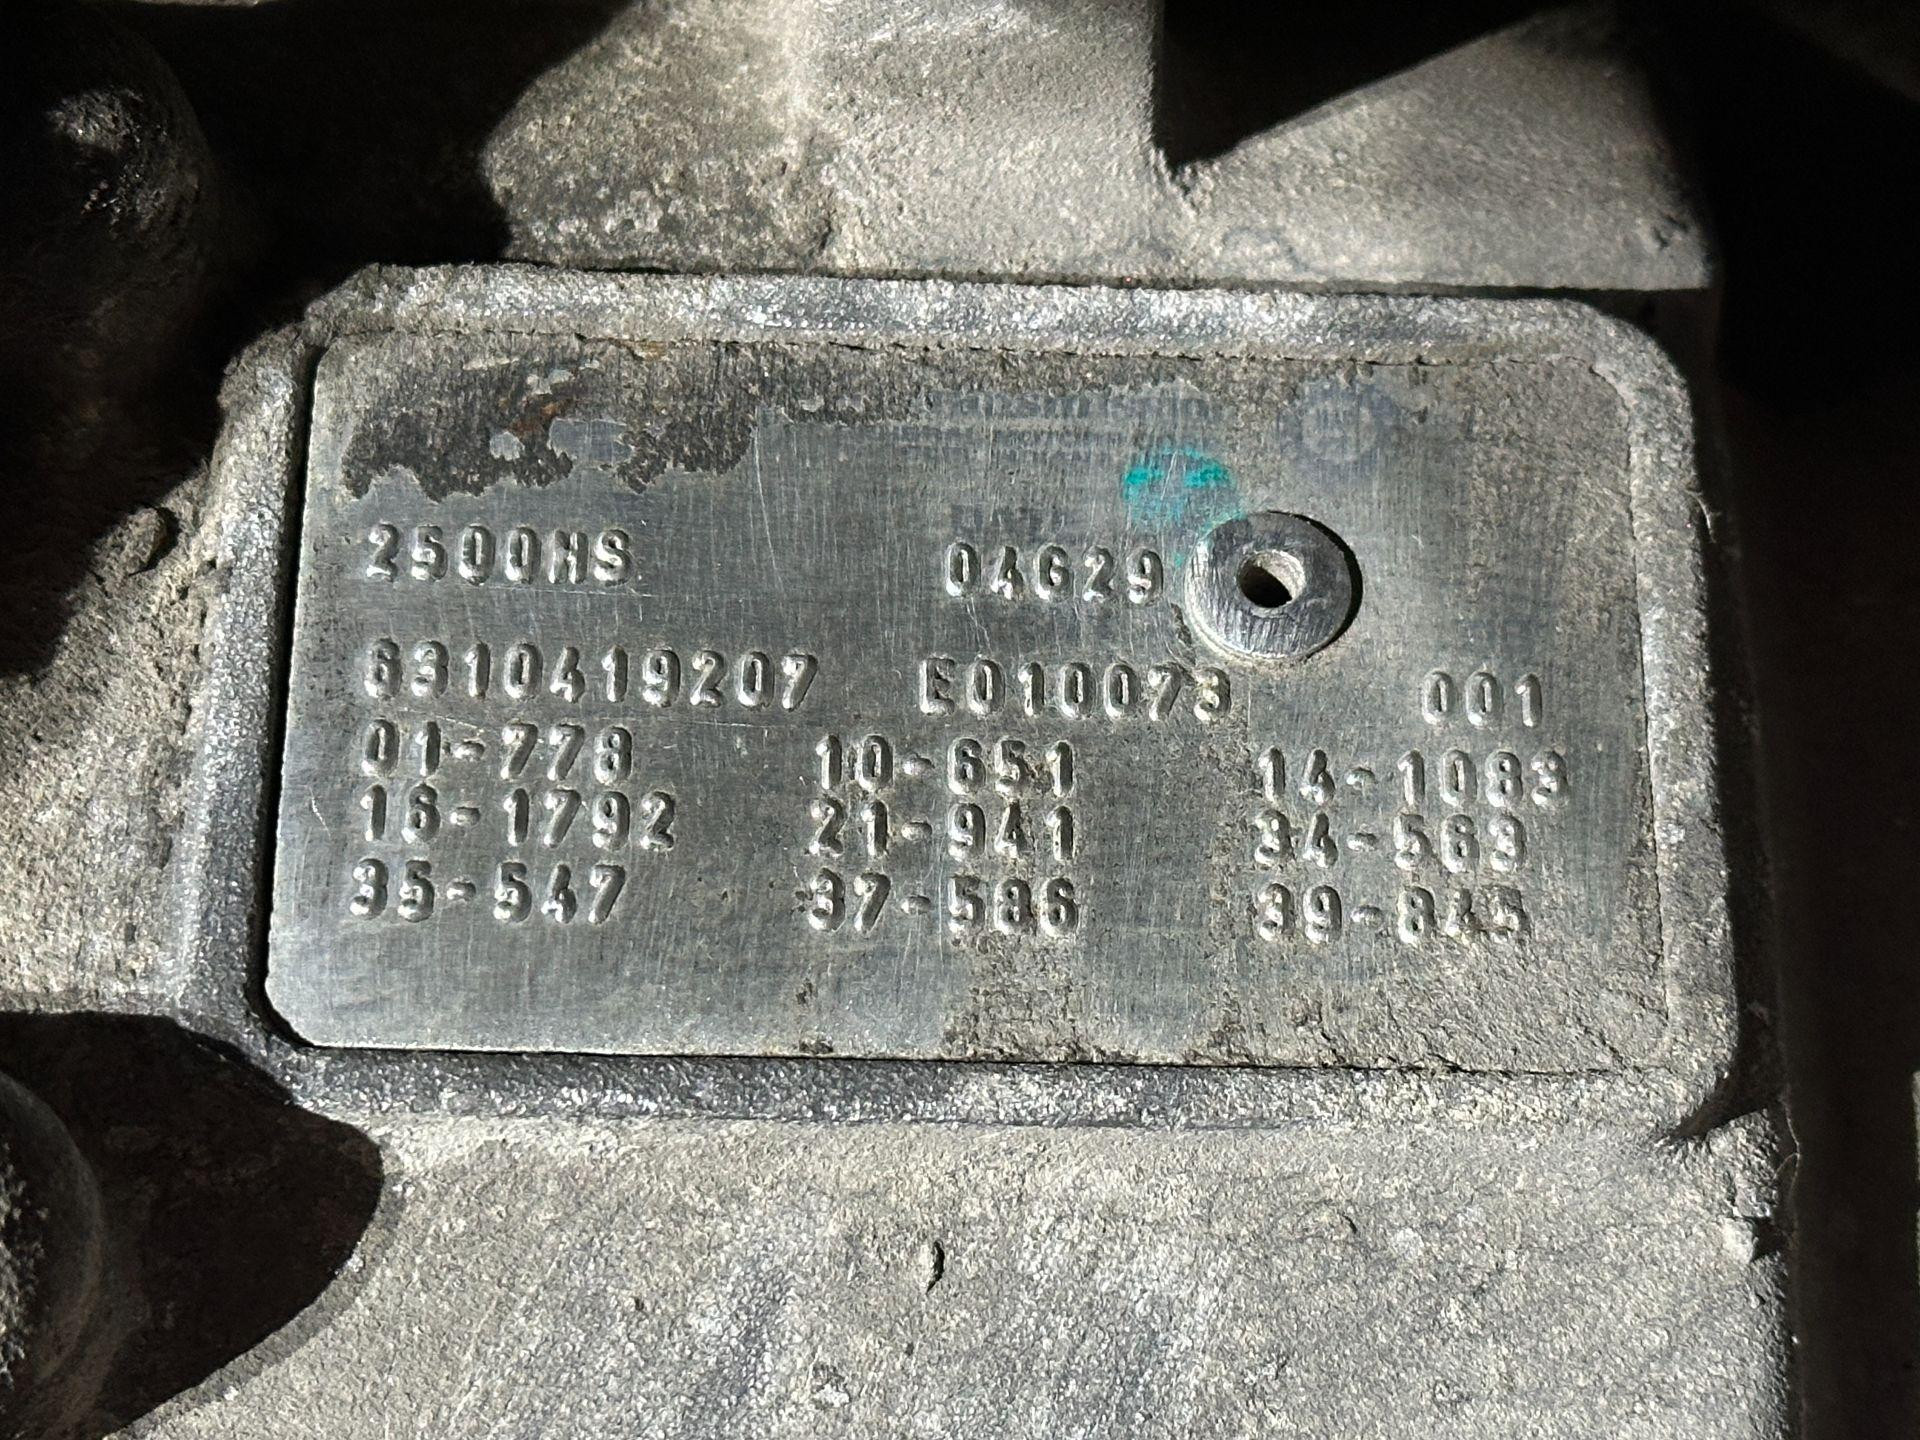 2500HS 04G29
6310419207 E010073 001
01-778 10-651 14-1083
16-1792 21-941 34-563
35-547 37-586 39-845